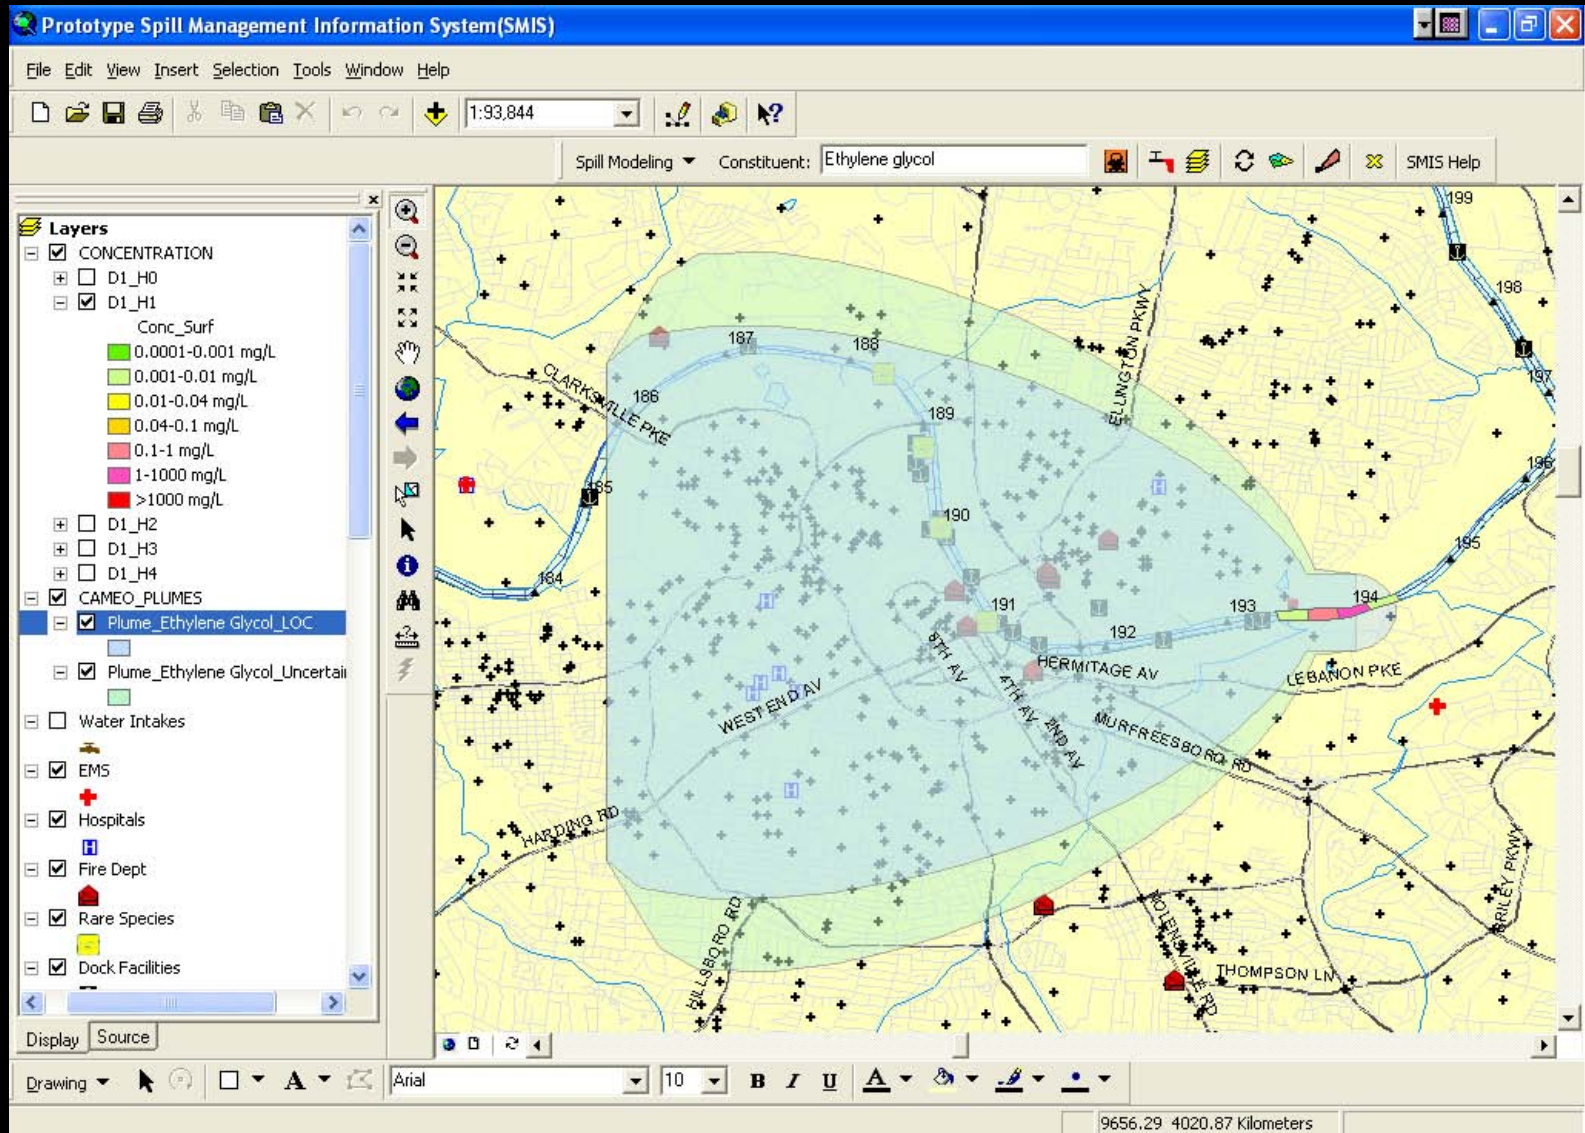 Prototype Spill Management Information System(SMIS)
File Edit View Insert Selection Tools Window Help
1:93,844
Spill Modeling Constituent: Ethylene glycol SMIS Help
Layers
CONCENTRATION
D1_H0
D1_H1
Conc_Surf
0.0001-0.001 mg/L
0.001-0.01 mg/L
0.01-0.04 mg/L
0.04-0.1 mg/L
0.1-1 mg/L
1-1000 mg/L
>1000 mg/L
D1_H2
D1_H3
D1_H4
CAMEO_PLUMES
Plume_Ethylene Glycol_LOC
Plume_Ethylene Glycol_Uncertain
Water Intakes
EMS
Hospitals
H
Fire Dept
Rare Species
Dock Facilities
Display Source
199
198
197
196
195
194
193
192
191
190
189
188
187
186
185
184
CLARKSVILLE PKE
ELLINGTON PKWY
8TH AV
4TH AV
2ND AV
HERMITAGE AV
LEBANON PKE
WEST END AV
MURFREESBORO RD
HARDING RD
HILLSBORO RD
NOLENSVILLE RD
THOMPSON LN
BRILEY PKWY
Drawing A Arial 10 B I U A
9656.29 4020.87 Kilometers